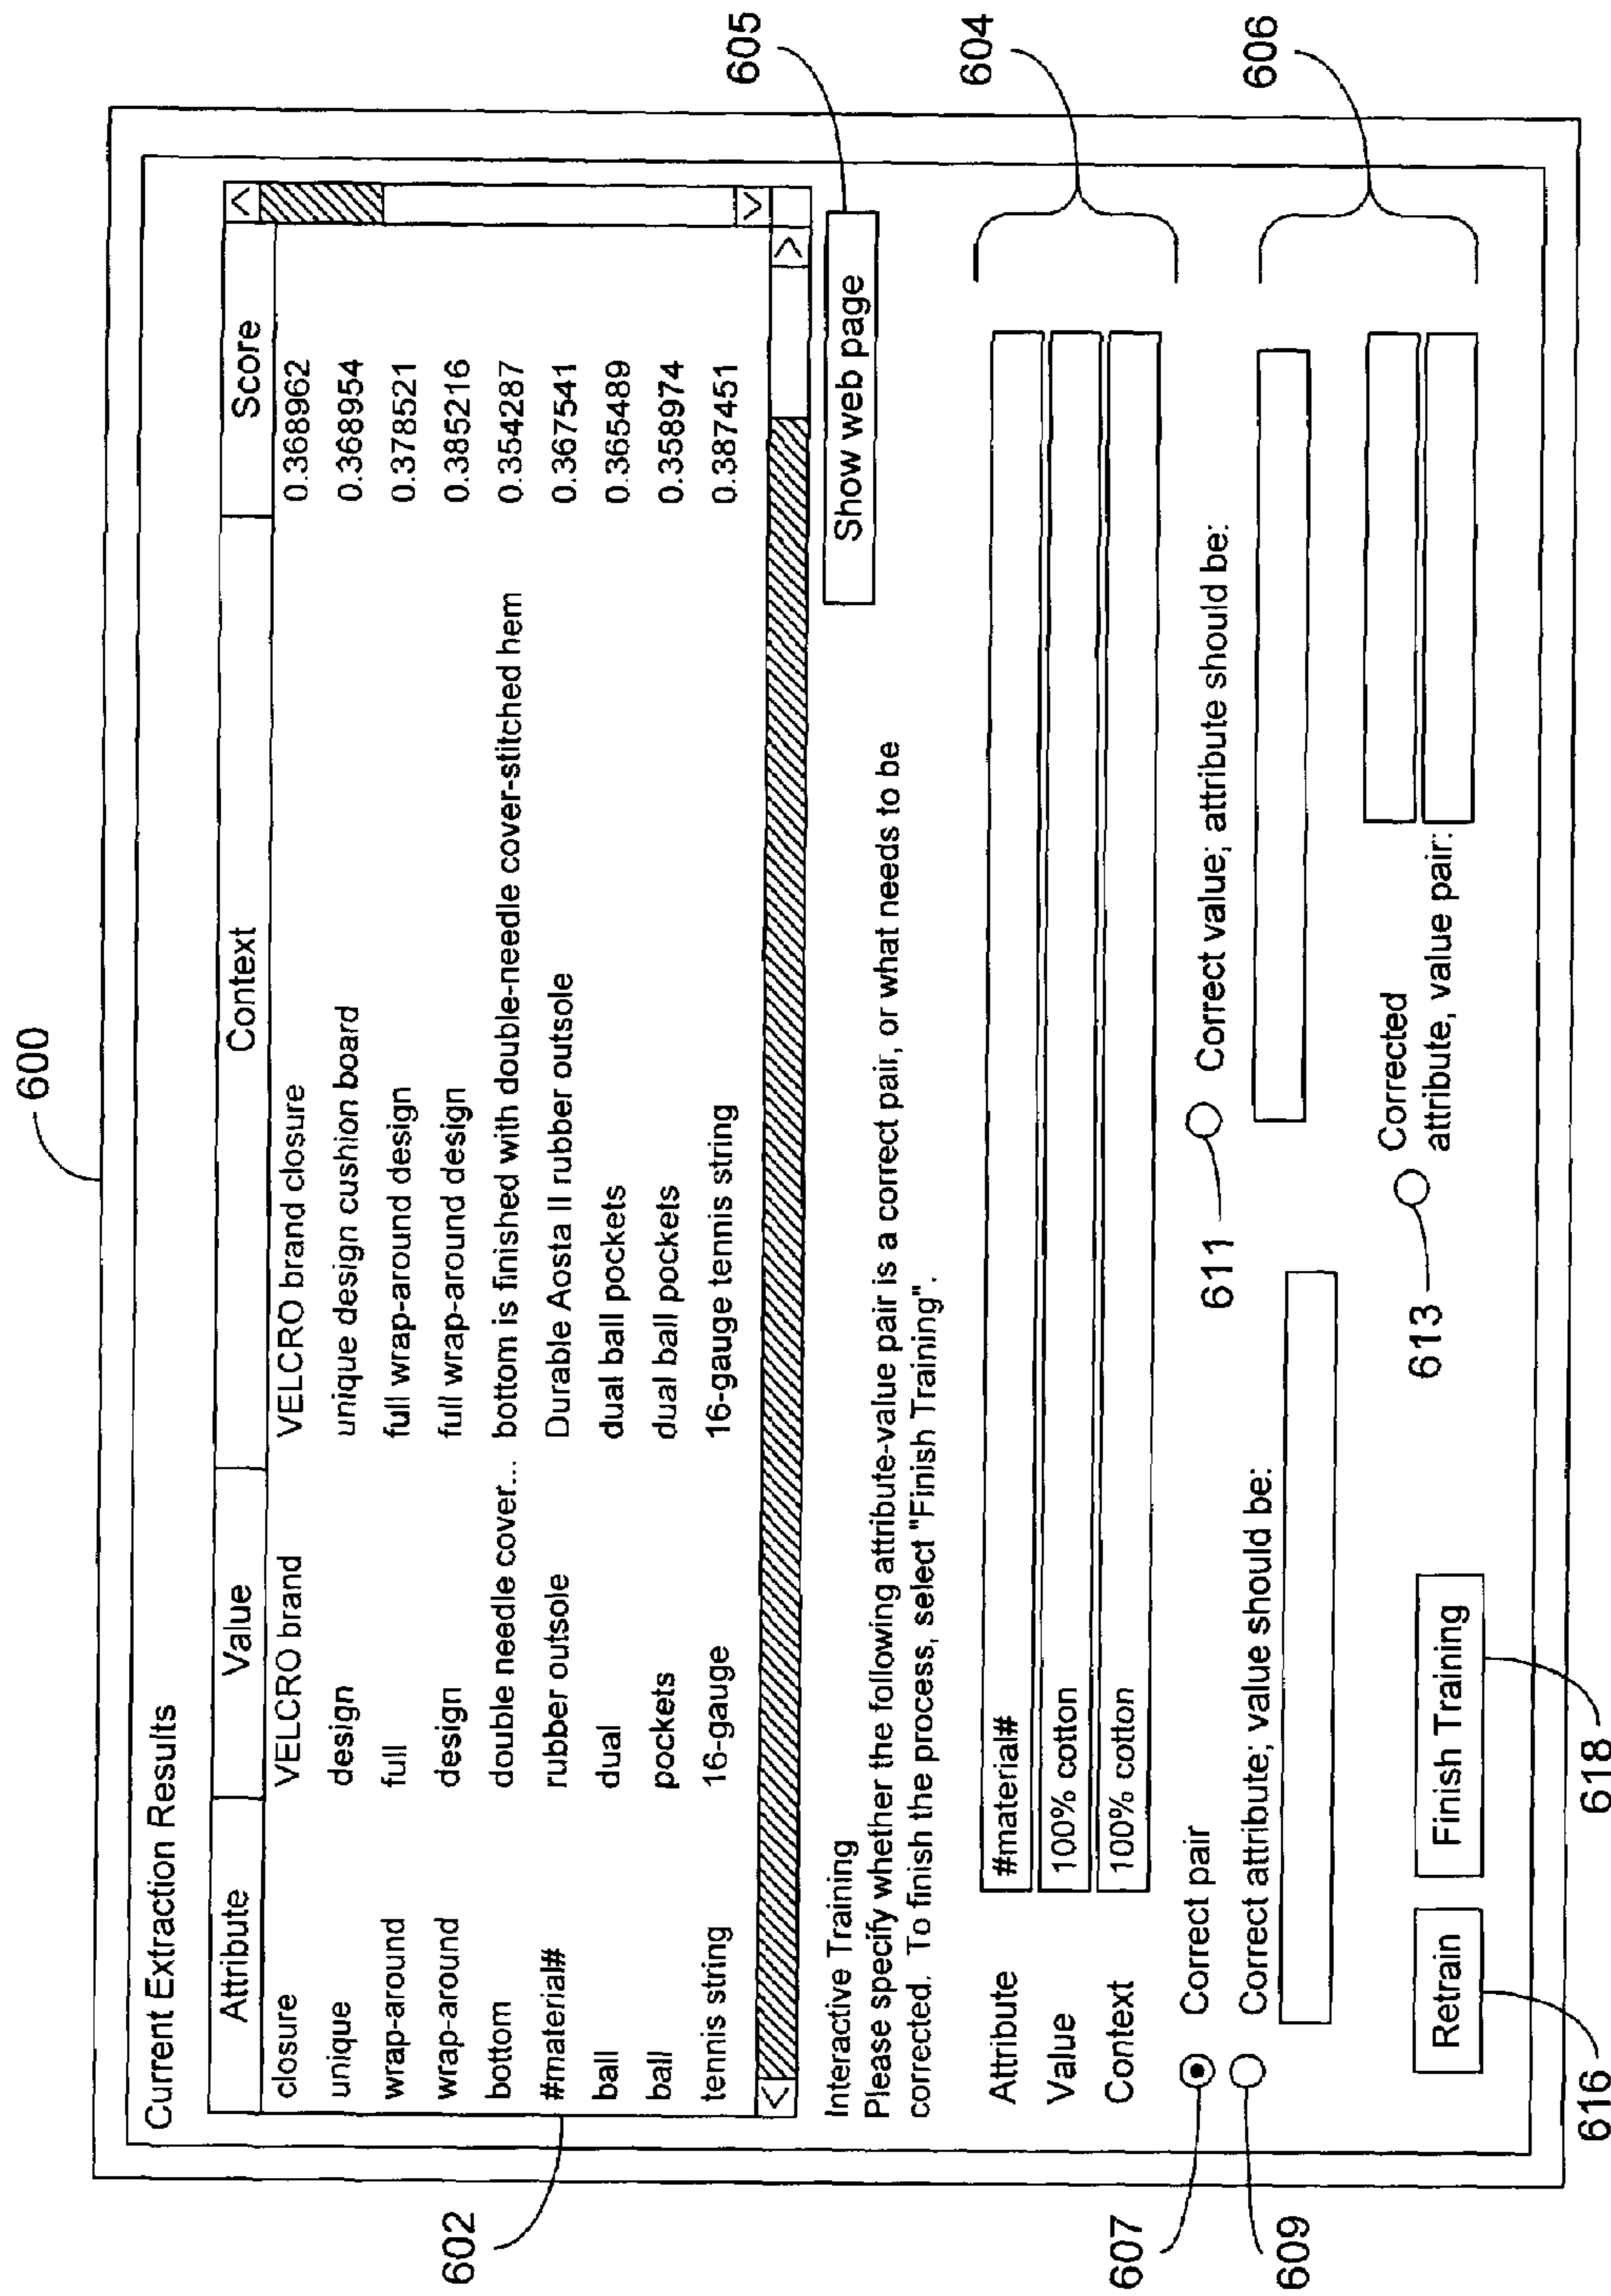 600
Current Extraction Results
Attribute Value Context Score
closure VELCRO brand VELCRO brand closure 0.368962
unique design unique design cushion board 0.368954
wrap-around full full wrap-around design 0.378521
wrap-around design full wrap-around design 0.385216
bottom double needle cover... bottom is finished with double-needle cover-stitched hem 0.354287
#material# rubber outsole Durable Aosta II rubber outsole 0.367541
ball dual dual ball pockets 0.365489
ball pockets dual ball pockets 0.358974
tennis string 16-gauge 16-gauge tennis string 0.387451
602
Show web page
605
Interactive Training
Please specify whether the following attribute-value pair is a correct pair, or what needs to be
corrected. To finish the process, select "Finish Training".
Attribute #material#
Value 100% cotton
Context 100% cotton
604
607
Correct pair
611
Correct value; attribute should be:
609
Correct attribute; value should be:
606
613
Corrected
attribute, value pair:
Retrain
Finish Training
616
618